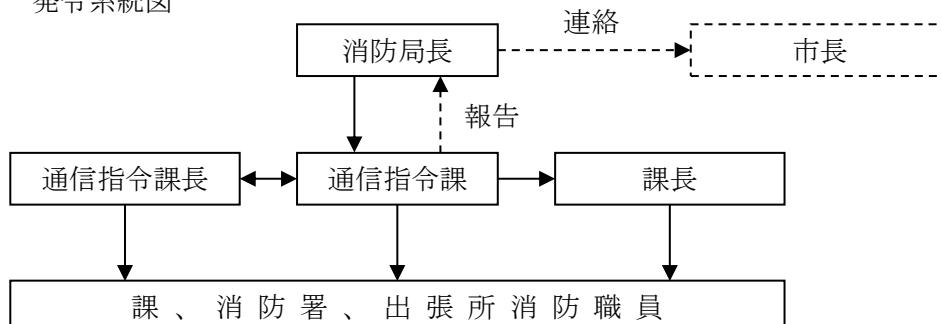 発令系統図
連絡
消防局長
市長
報告
通信指令課長
通信指令課
課長
課、消防署、出張所消防職員